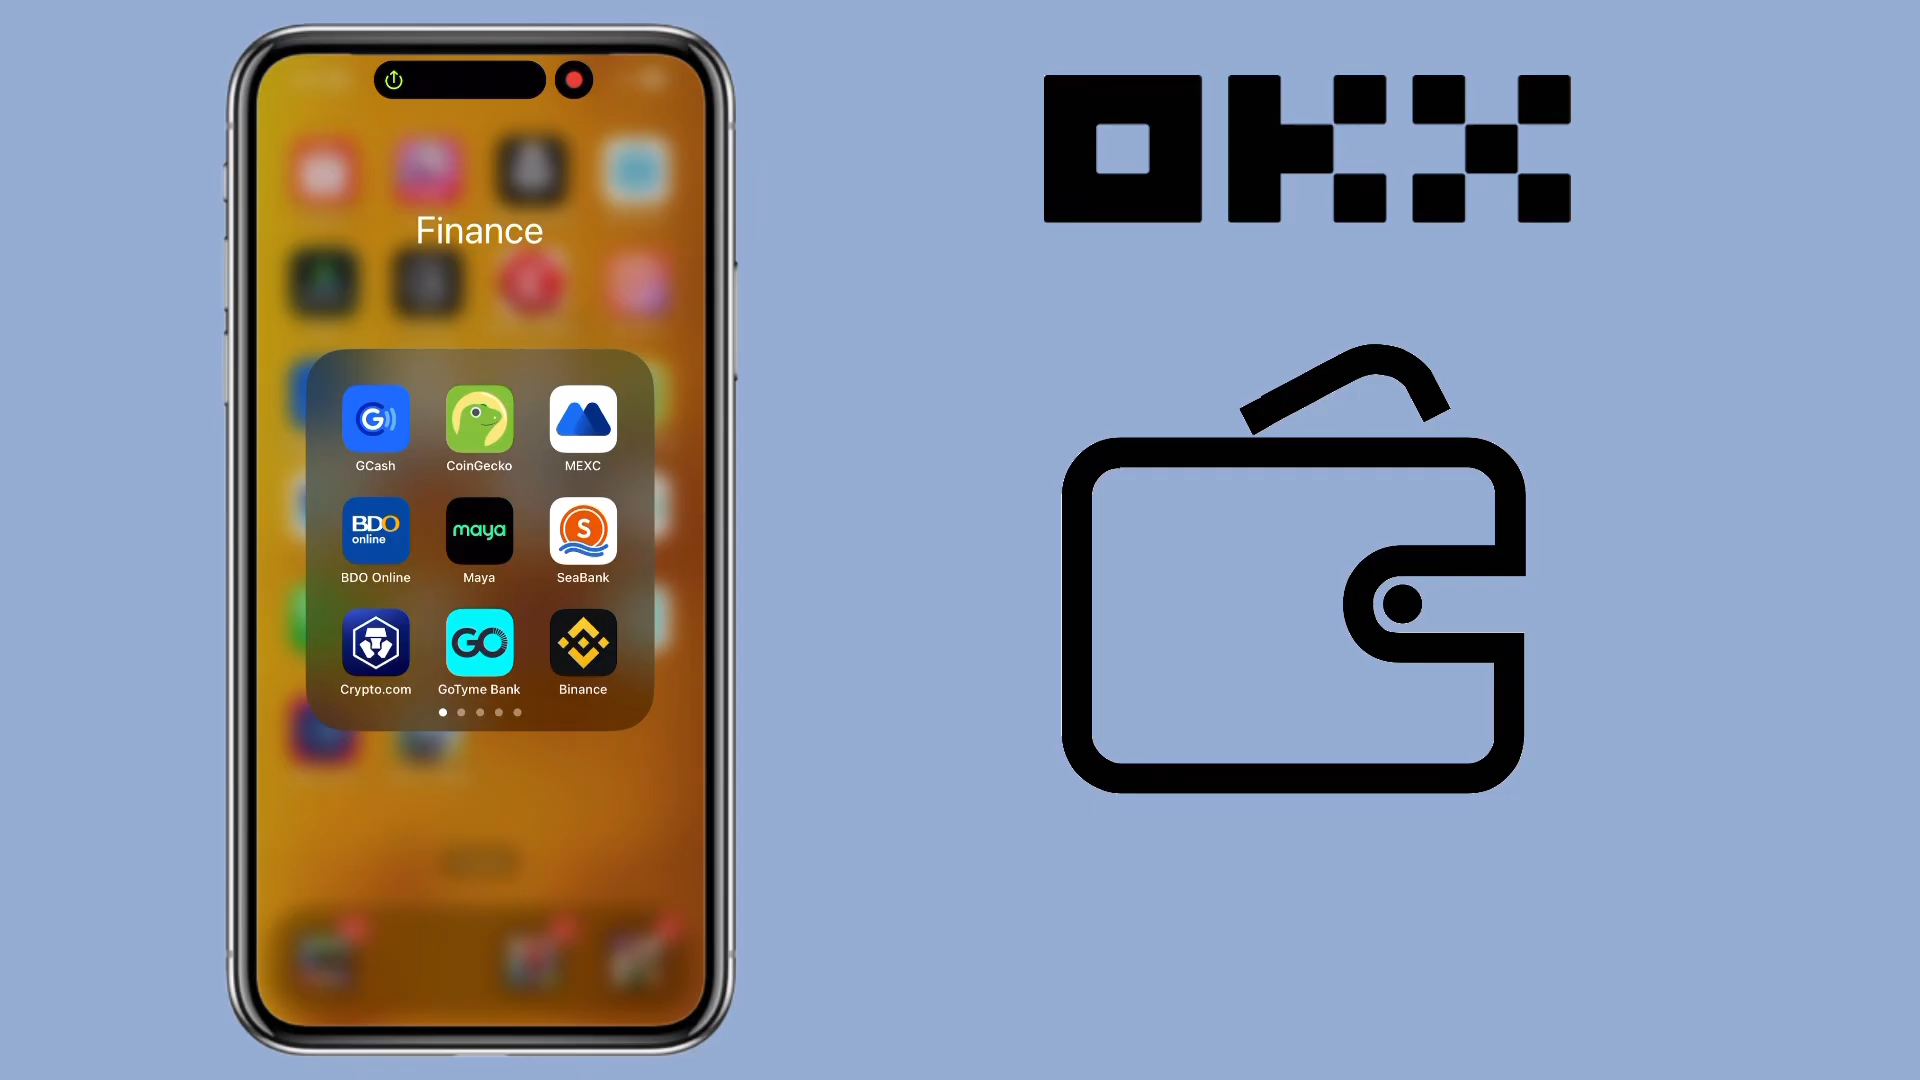 OKX
Finance
GCash
CoinGecko
MEXC
BDO
online
maya
S
BDO Online
Maya
SeaBank
GO
Crypto.com
GoTyme Bank
Binance